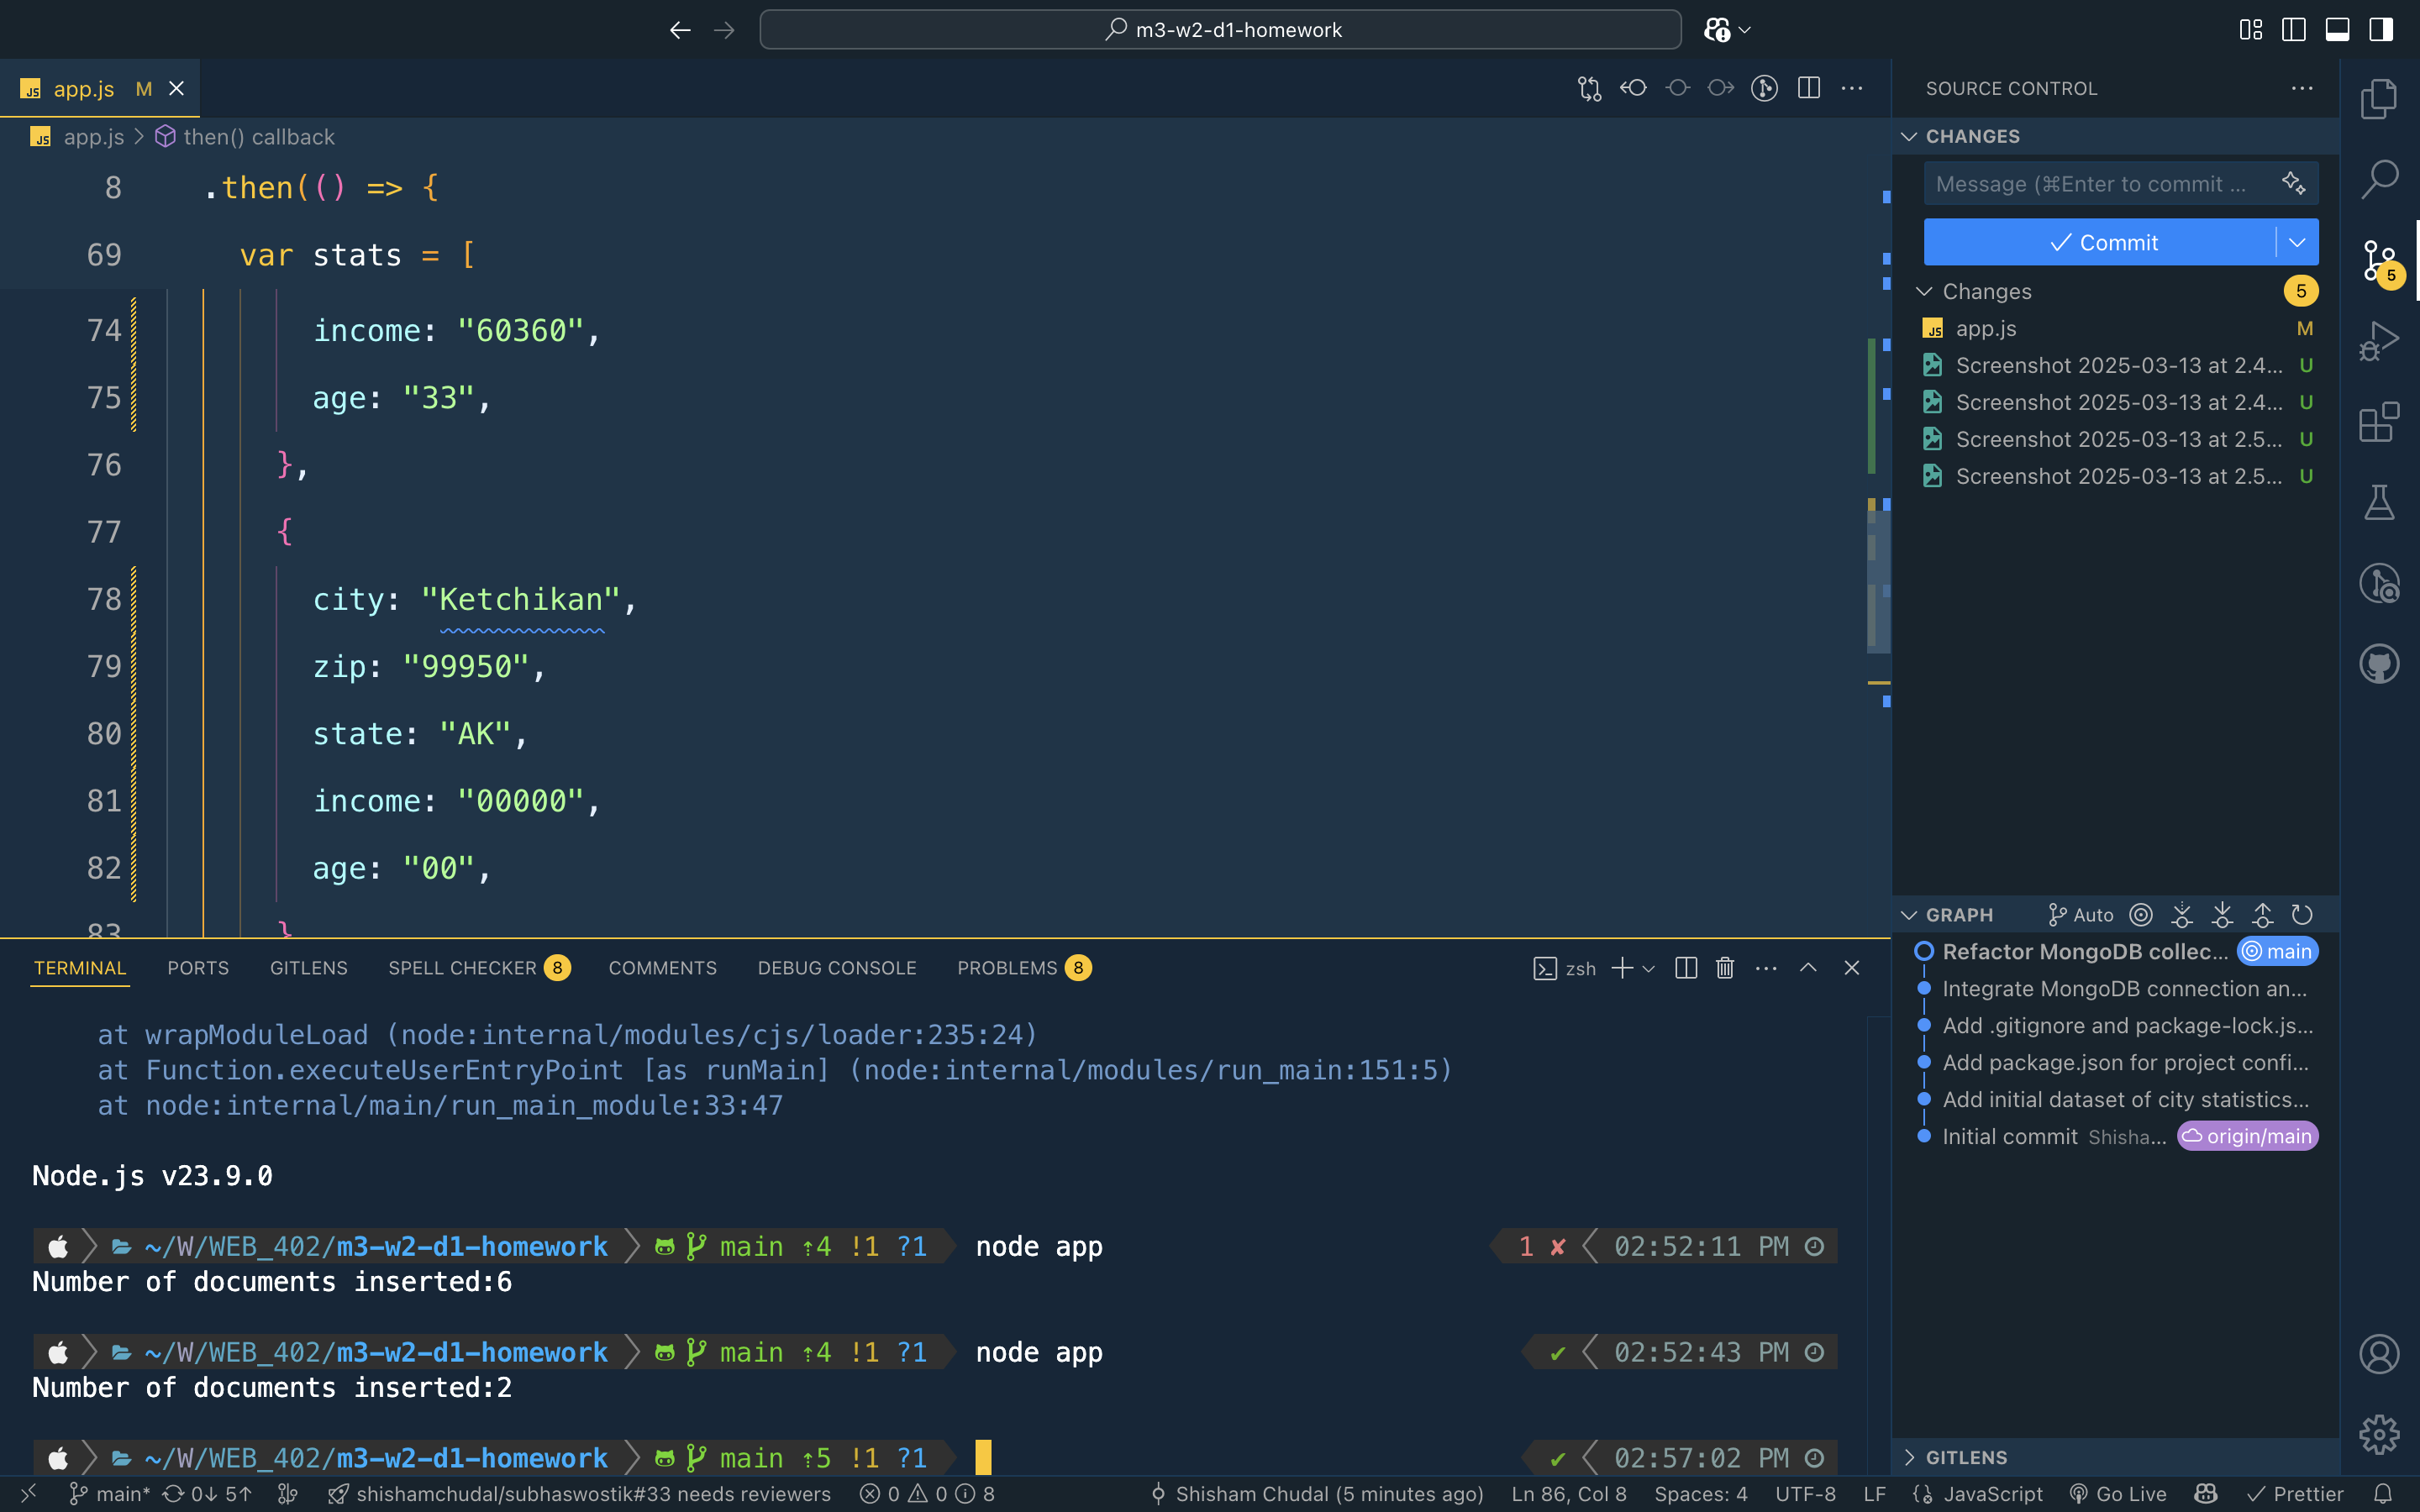 m3-w2-d1-homework
app.js M
app.js > then() callback
8 .then(() => {
69 var stats = [
74 income: "60360",
75 age: "33",
76 },
77 {
78 city: "Ketchikan",
79 zip: "99950",
80 state: "AK",
81 income: "00000",
82 age: "00",
83 }
TERMINAL PORTS GITLENS SPELL CHECKER 8 COMMENTS DEBUG CONSOLE PROBLEMS 8 zsh
at wrapModuleLoad (node:internal/modules/cjs/loader:235:24)
at Function.executeUserEntryPoint [as runMain] (node:internal/modules/run_main:151:5)
at node:internal/main/run_main_module:33:47
Node.js v23.9.0
~/W/WEB_402/m3-w2-d1-homework main ⇡4 !1 ?1 node app 1 ✘ 02:52:11 PM
Number of documents inserted:6
~/W/WEB_402/m3-w2-d1-homework main ⇡4 !1 ?1 node app ✔ 02:52:43 PM
Number of documents inserted:2
~/W/WEB_402/m3-w2-d1-homework main ⇡5 !1 ?1 ✔ 02:57:02 PM
SOURCE CONTROL
CHANGES
Message (⌘Enter to commit ...
Commit
Changes 5
app.js M
Screenshot 2025-03-13 at 2.4... U
Screenshot 2025-03-13 at 2.4... U
Screenshot 2025-03-13 at 2.5... U
Screenshot 2025-03-13 at 2.5... U
GRAPH Auto
Refactor MongoDB collec... main
Integrate MongoDB connection an...
Add .gitignore and package-lock.js...
Add package.json for project confi...
Add initial dataset of city statistics...
Initial commit Shisha... origin/main
GITLENS
5
main* 0↓ 5↑ shishamchudal/subhaswostik#33 needs reviewers 0 0 8 Shisham Chudal (5 minutes ago) Ln 86, Col 8 Spaces: 4 UTF-8 LF JavaScript Go Live Prettier